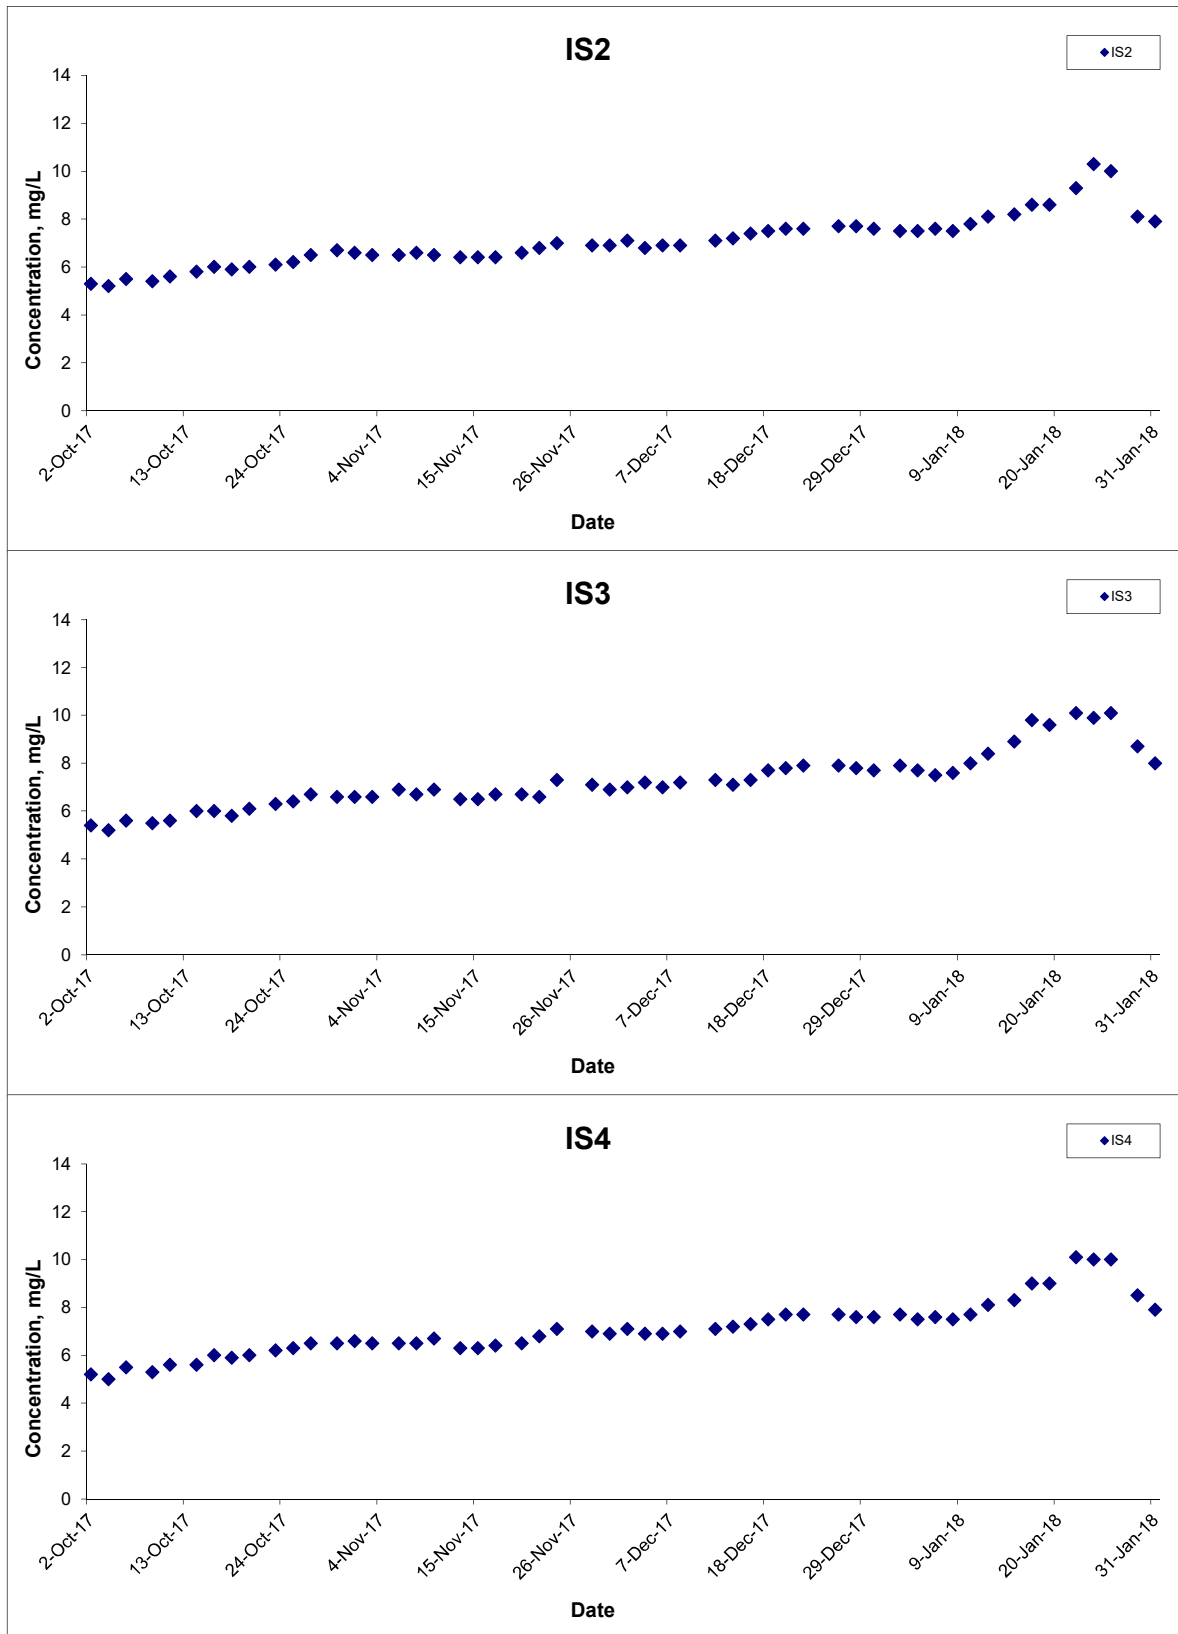 IS2
IS2
Concentration, mg/L
14
12
10
8
6
4
2
0
2-Oct-17
13-Oct-17
24-Oct-17
4-Nov-17
15-Nov-17
26-Nov-17
7-Dec-17
18-Dec-17
29-Dec-17
9-Jan-18
20-Jan-18
31-Jan-18
Date
IS3
IS3
Concentration, mg/L
14
12
10
8
6
4
2
0
2-Oct-17
13-Oct-17
24-Oct-17
4-Nov-17
15-Nov-17
26-Nov-17
7-Dec-17
18-Dec-17
29-Dec-17
9-Jan-18
20-Jan-18
31-Jan-18
Date
IS4
IS4
Concentration, mg/L
14
12
10
8
6
4
2
0
2-Oct-17
13-Oct-17
24-Oct-17
4-Nov-17
15-Nov-17
26-Nov-17
7-Dec-17
18-Dec-17
29-Dec-17
9-Jan-18
20-Jan-18
31-Jan-18
Date